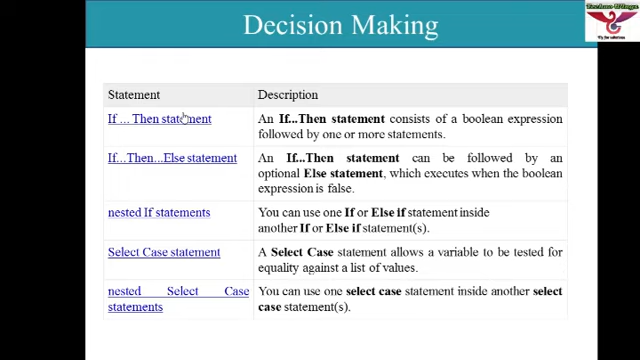 Decision Making
Statement Description
If ... Then statement An If...Then statement consists of a boolean expression
followed by one or more statements.
If...Then...Else statement An If...Then statement can be followed by an
optional Else statement, which executes when the boolean
expression is false.
nested If statements You can use one If or Else if statement inside
another If or Else if statement(s).
Select Case statement A Select Case statement allows a variable to be tested for
equality against a list of values.
nested Select Case You can use one select case statement inside another select
statements case statement(s).